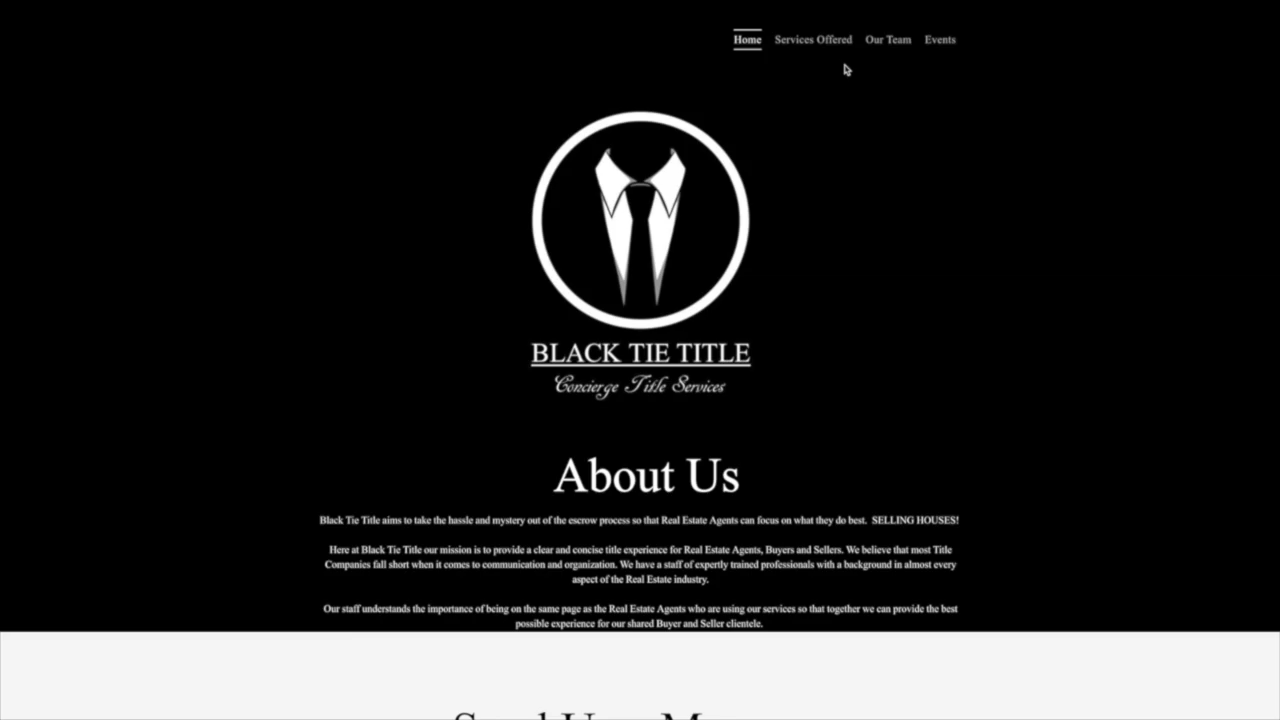 Home Services Offered Our Team Events
BLACK TIE TITLE
Concierge Title Services
About Us
Black Tie Title aims to take the hassle and mystery out of the escrow process so that Real Estate Agents can focus on what they do best. SELLING HOUSES!
Here at Black Tie Title our mission is to provide a clear and concise title experience for Real Estate Agents, Buyers and Sellers. We believe that most Title
Companies fall short when it comes to communication and organization. We have a staff of expertly trained professionals with a background in almost every
aspect of the Real Estate industry.
Our staff understands the importance of being on the same page as the Real Estate Agents who are using our services so that together we can provide the best
possible experience for our shared Buyer and Seller clientele.